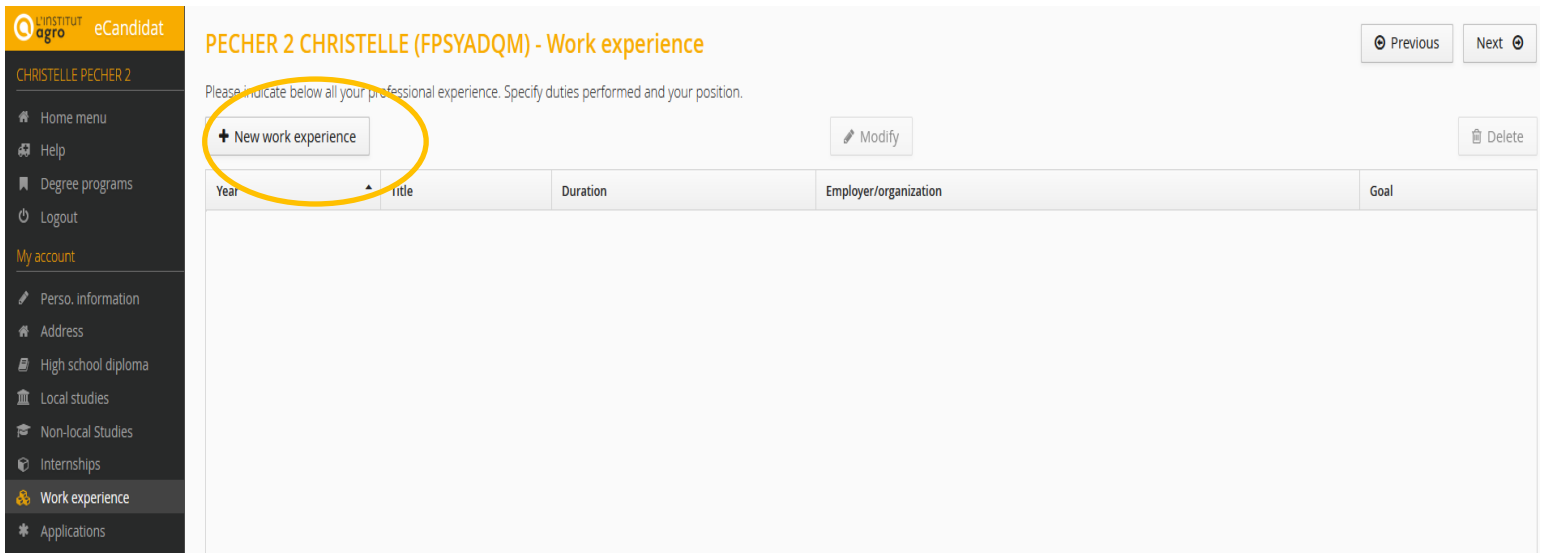 L'INSTITUT agro eCandidat
CHRISTELLE PECHER 2
Home menu
Help
Degree programs
Logout
My account
Perso. information
Address
High school diploma
Local studies
Non-local Studies
Internships
Work experience
Applications
PECHER 2 CHRISTELLE (FPSYADQM) - Work experience
Previous Next
Please indicate below all your professional experience. Specify duties performed and your position.
+ New work experience Modify Delete
Year Title Duration Employer/organization Goal